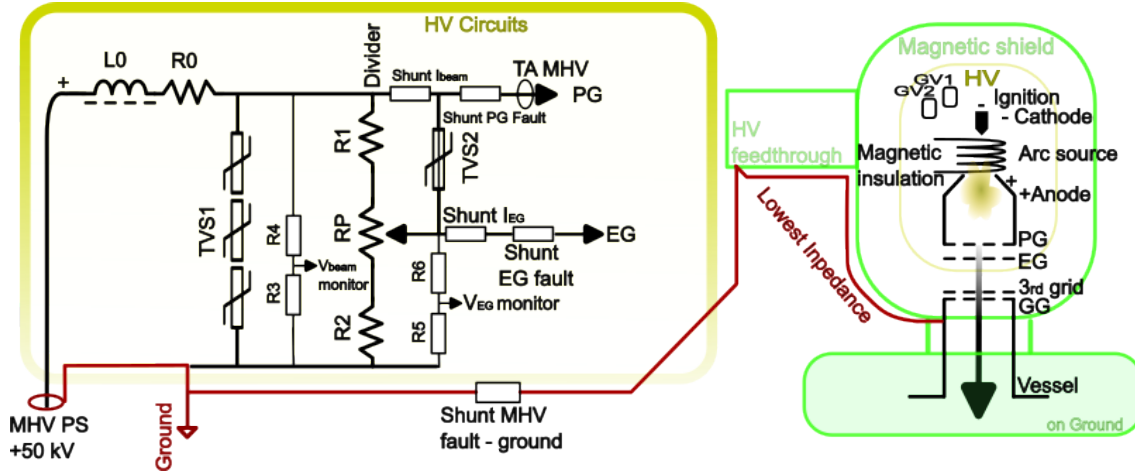 HV Circuits
L0
R0
+
Divider
Shunt Ibeam
TA MHV
PG
Shunt PG Fault
R1
TVS2
TVS1
R4
RP
Shunt IEG
EG
Shunt
EG fault
Vbeam
monitor
R3
R6
VEG monitor
R2
R5
MHV PS
+50 kV
Ground
Shunt MHV
fault - ground
Magnetic shield
GV1
GV2
HV
-
Ignition
- Cathode
HV
feedthrough
Magnetic
insulation
Arc source
+
+Anode
Lowest Inpedance
PG
EG
3rd grid
GG
Vessel
on Ground